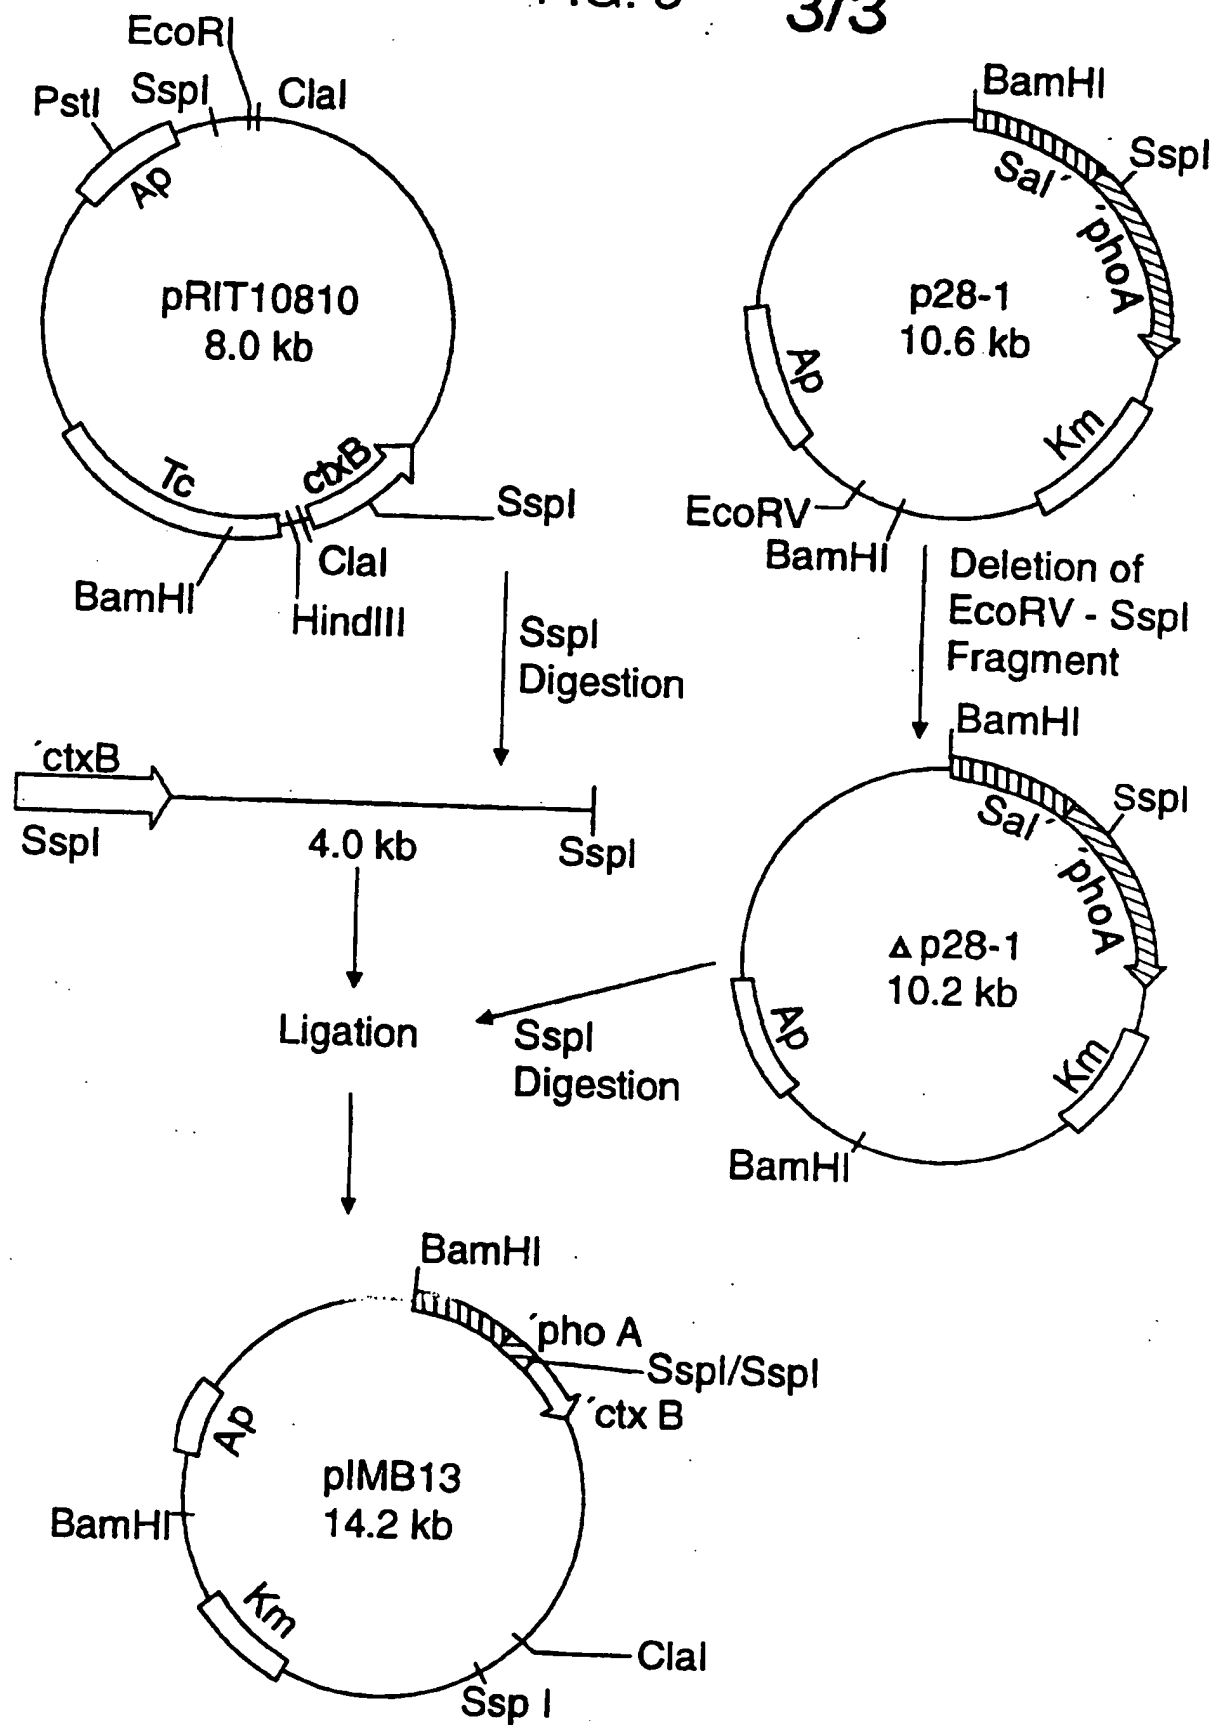 FIG. 3
3/3
EcoRI
PstI
SspI
ClaI
Ap
pRIT10810
8.0 kb
Tc
ctxB
SspI
ClaI
BamHI
HindIII
BamHI
SspI
Sal´
´phoA
p28-1
10.6 kb
Ap
Km
EcoRV
BamHI
SspI
Digestion
Deletion of
EcoRV - SspI
Fragment
´ctxB
SspI
4.0 kb
SspI
BamHI
SspI
Sal´
´phoA
Δ p28-1
10.2 kb
Ap
Km
BamHI
Ligation
SspI
Digestion
BamHI
´pho A
SspI/SspI
´ctx B
Ap
pIMB13
14.2 kb
BamHI
Km
ClaI
Ssp I